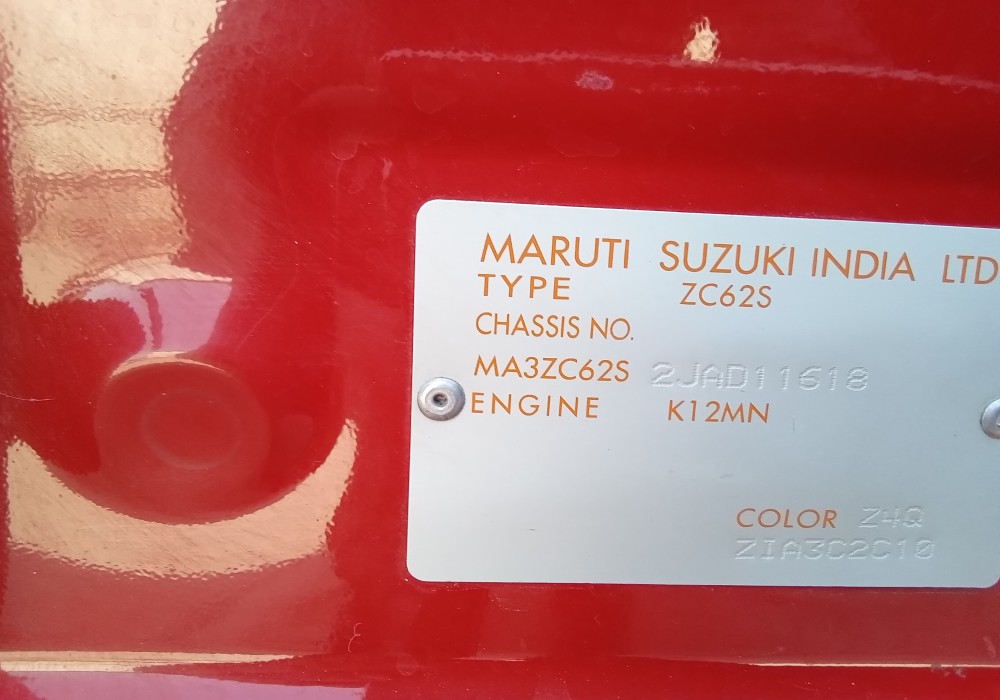 MARUTI SUZUKI INDIA LTD
TYPE ZC62S
CHASSIS NO.
MA3ZC62S 2JAD11618
ENGINE K12MN
COLOR Z4Q
ZIA3C2C10